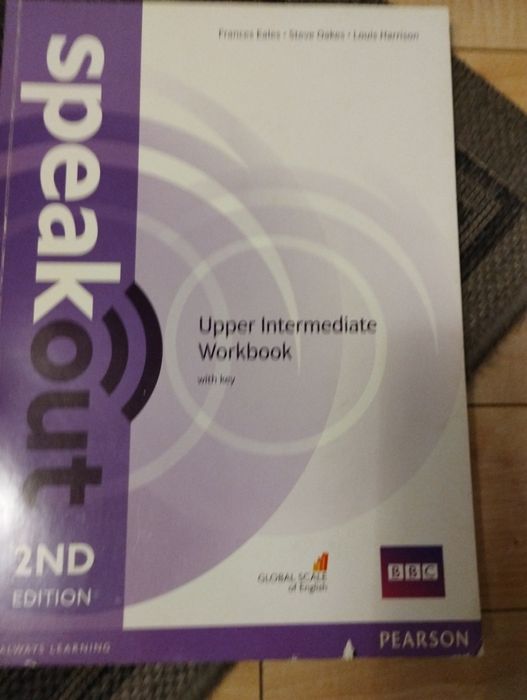 Frances Eales • Steve Oakes • Louis Harrison
speakout
Upper Intermediate
Workbook
with key
2ND
EDITION
GLOBAL SCALE
of English
BBC
ALWAYS LEARNING
PEARSON